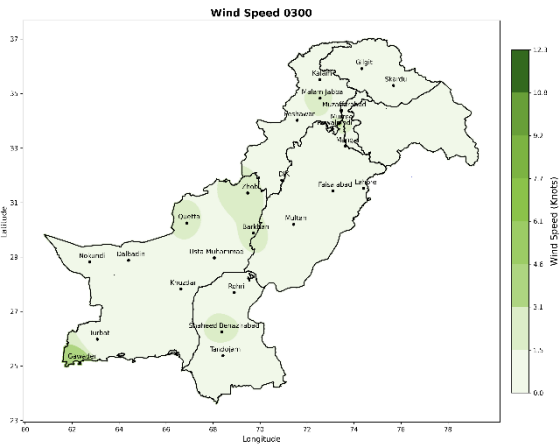 Wind Speed 0300
37
35
33
31
29
27
25
23
Latitude
60
62
64
66
68
70
72
74
76
78
Longitude
Gilgit
Kalam
Skardu
Malam Jabba
Muzaffarabad
Peshawar
Mangla
DIK
Zhob
Faisalabad
Lahore
Quetta
Barkhan
Multan
Usta Muhammad
Nokundi
Dalbadin
Khuzdar
Rohri
Shaheed Benazirabad
Turbat
Tandojam
Gawadar
12.3
10.8
9.2
7.7
6.1
4.6
3.1
1.5
0.0
Wind Speed (Knots)